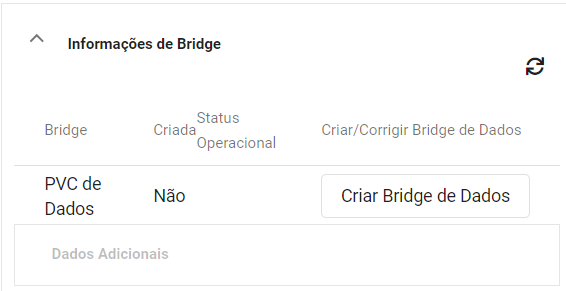 Informações de Bridge
Bridge Criada Status Operacional Criar/Corrigir Bridge de Dados
PVC de Dados Não Criar Bridge de Dados
Dados Adicionais